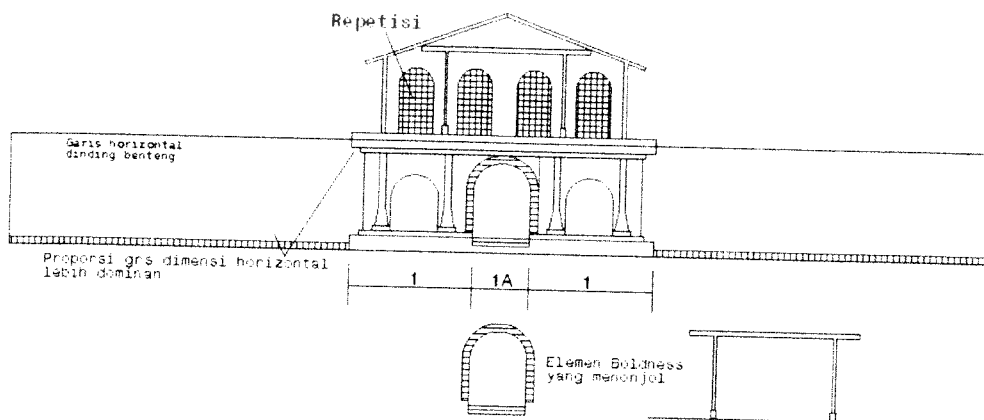 Repetisi
Garis horizontal
dinding benteng
Proporsi grs dimensi horizontal
lebih dominan
1 1A 1
Elemen Boldness
yang menonjol